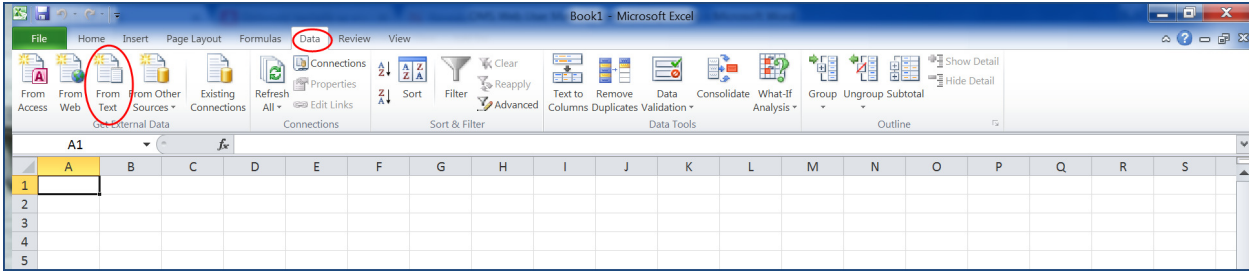 Book1 - Microsoft Excel
File Home Insert Page Layout Formulas Data Review View
From Access
From Web
From Text
From Other Sources
Existing Connections
Get External Data
Refresh All
Connections
Properties
Edit Links
Connections
Sort
Filter
Clear
Reapply
Advanced
Sort & Filter
Text to Columns
Remove Duplicates
Data Validation
Consolidate
What-If Analysis
Data Tools
Group
Ungroup
Subtotal
Show Detail
Hide Detail
Outline
A1 fx
A B C D E F G H I J K L M N O P Q R S
1
2
3
4
5